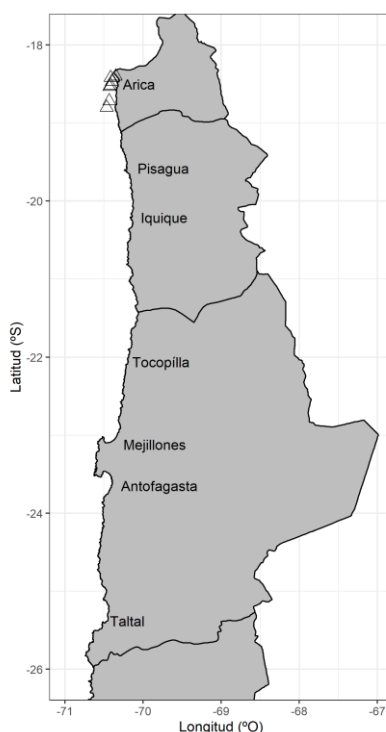 -18
Arica
Pisagua
-20
Iquique
Latitud (ºS)
-22
Tocopílla
Mejillones
Antofagasta
-24
Taltal
-26
-71 -70 -69 -68 -67
Longitud (ºO)